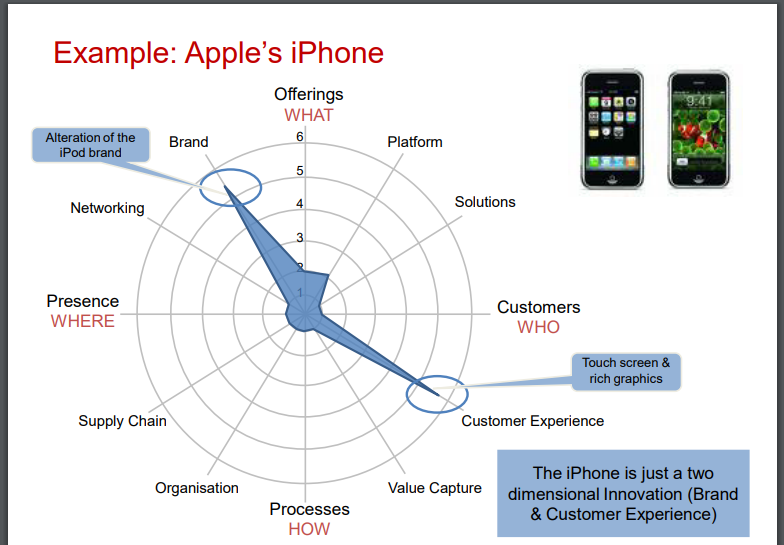 Example: Apple's iPhone
Offerings
WHAT
Alteration of the
iPod brand
Brand
Platform
Networking
Solutions
6
5
4
3
2
1
9:41
Presence
WHERE
Customers
WHO
Touch screen &
rich graphics
Supply Chain
Customer Experience
Organisation
Value Capture
Processes
HOW
The iPhone is just a two
dimensional Innovation (Brand
& Customer Experience)